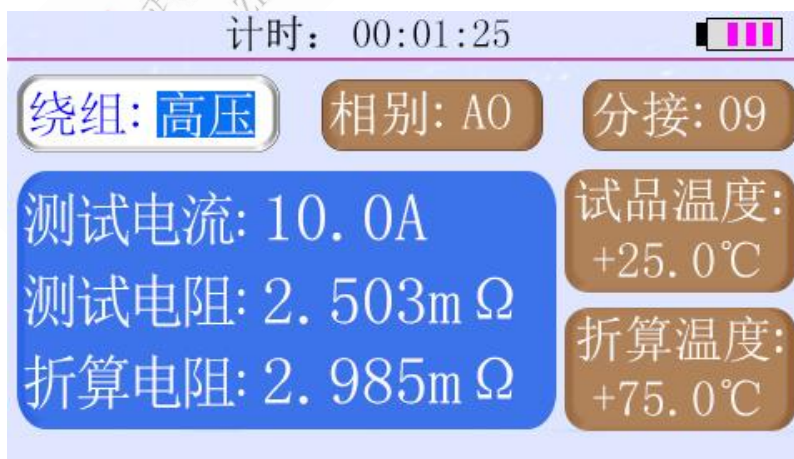 计时: 00:01:25
绕组: 高压 相别: AO 分接: 09
测试电流: 10.0A
试品温度:
+25.0℃
测试电阻: 2.503mΩ
折算电阻: 2.985mΩ
折算温度:
+75.0℃